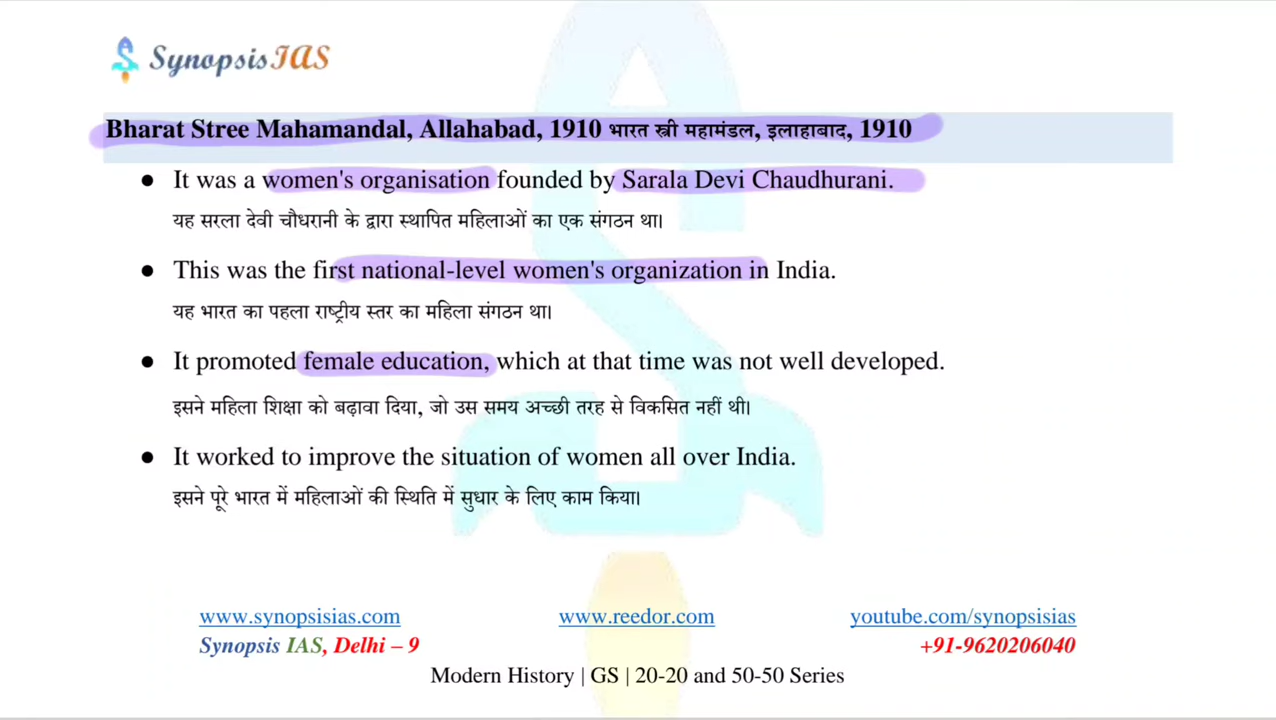 SynopsisIAS
Bharat Stree Mahamandal, Allahabad, 1910 भारत स्त्री महामंडल, इलाहाबाद, 1910
● It was a women's organisation founded by Sarala Devi Chaudhurani.
यह सरला देवी चौधरानी के द्वारा स्थापित महिलाओं का एक संगठन था।
● This was the first national-level women's organization in India.
यह भारत का पहला राष्ट्रीय स्तर का महिला संगठन था।
● It promoted female education, which at that time was not well developed.
इसने महिला शिक्षा को बढ़ावा दिया, जो उस समय अच्छी तरह से विकसित नहीं थी।
● It worked to improve the situation of women all over India.
इसने पूरे भारत में महिलाओं की स्थिति में सुधार के लिए काम किया।
www.synopsisias.com www.reedor.com youtube.com/synopsisias
Synopsis IAS, Delhi – 9 +91-9620206040
Modern History | GS | 20-20 and 50-50 Series